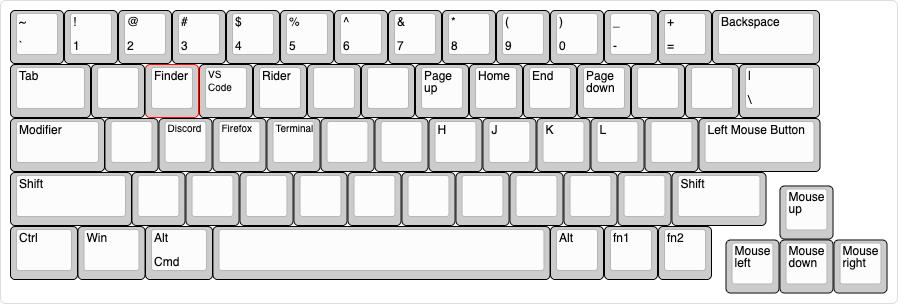 ~ ! @ # $ % ^ & * ( ) _ + Backspace
` 1 2 3 4 5 6 7 8 9 0 - =
Tab Finder VS Code Rider Page up Home End Page down |
\
Modifier Discord Firefox Terminal H J K L Left Mouse Button
Shift Shift
Mouse up
Ctrl Win Alt Alt fn1 fn2
Cmd
Mouse left Mouse down Mouse right